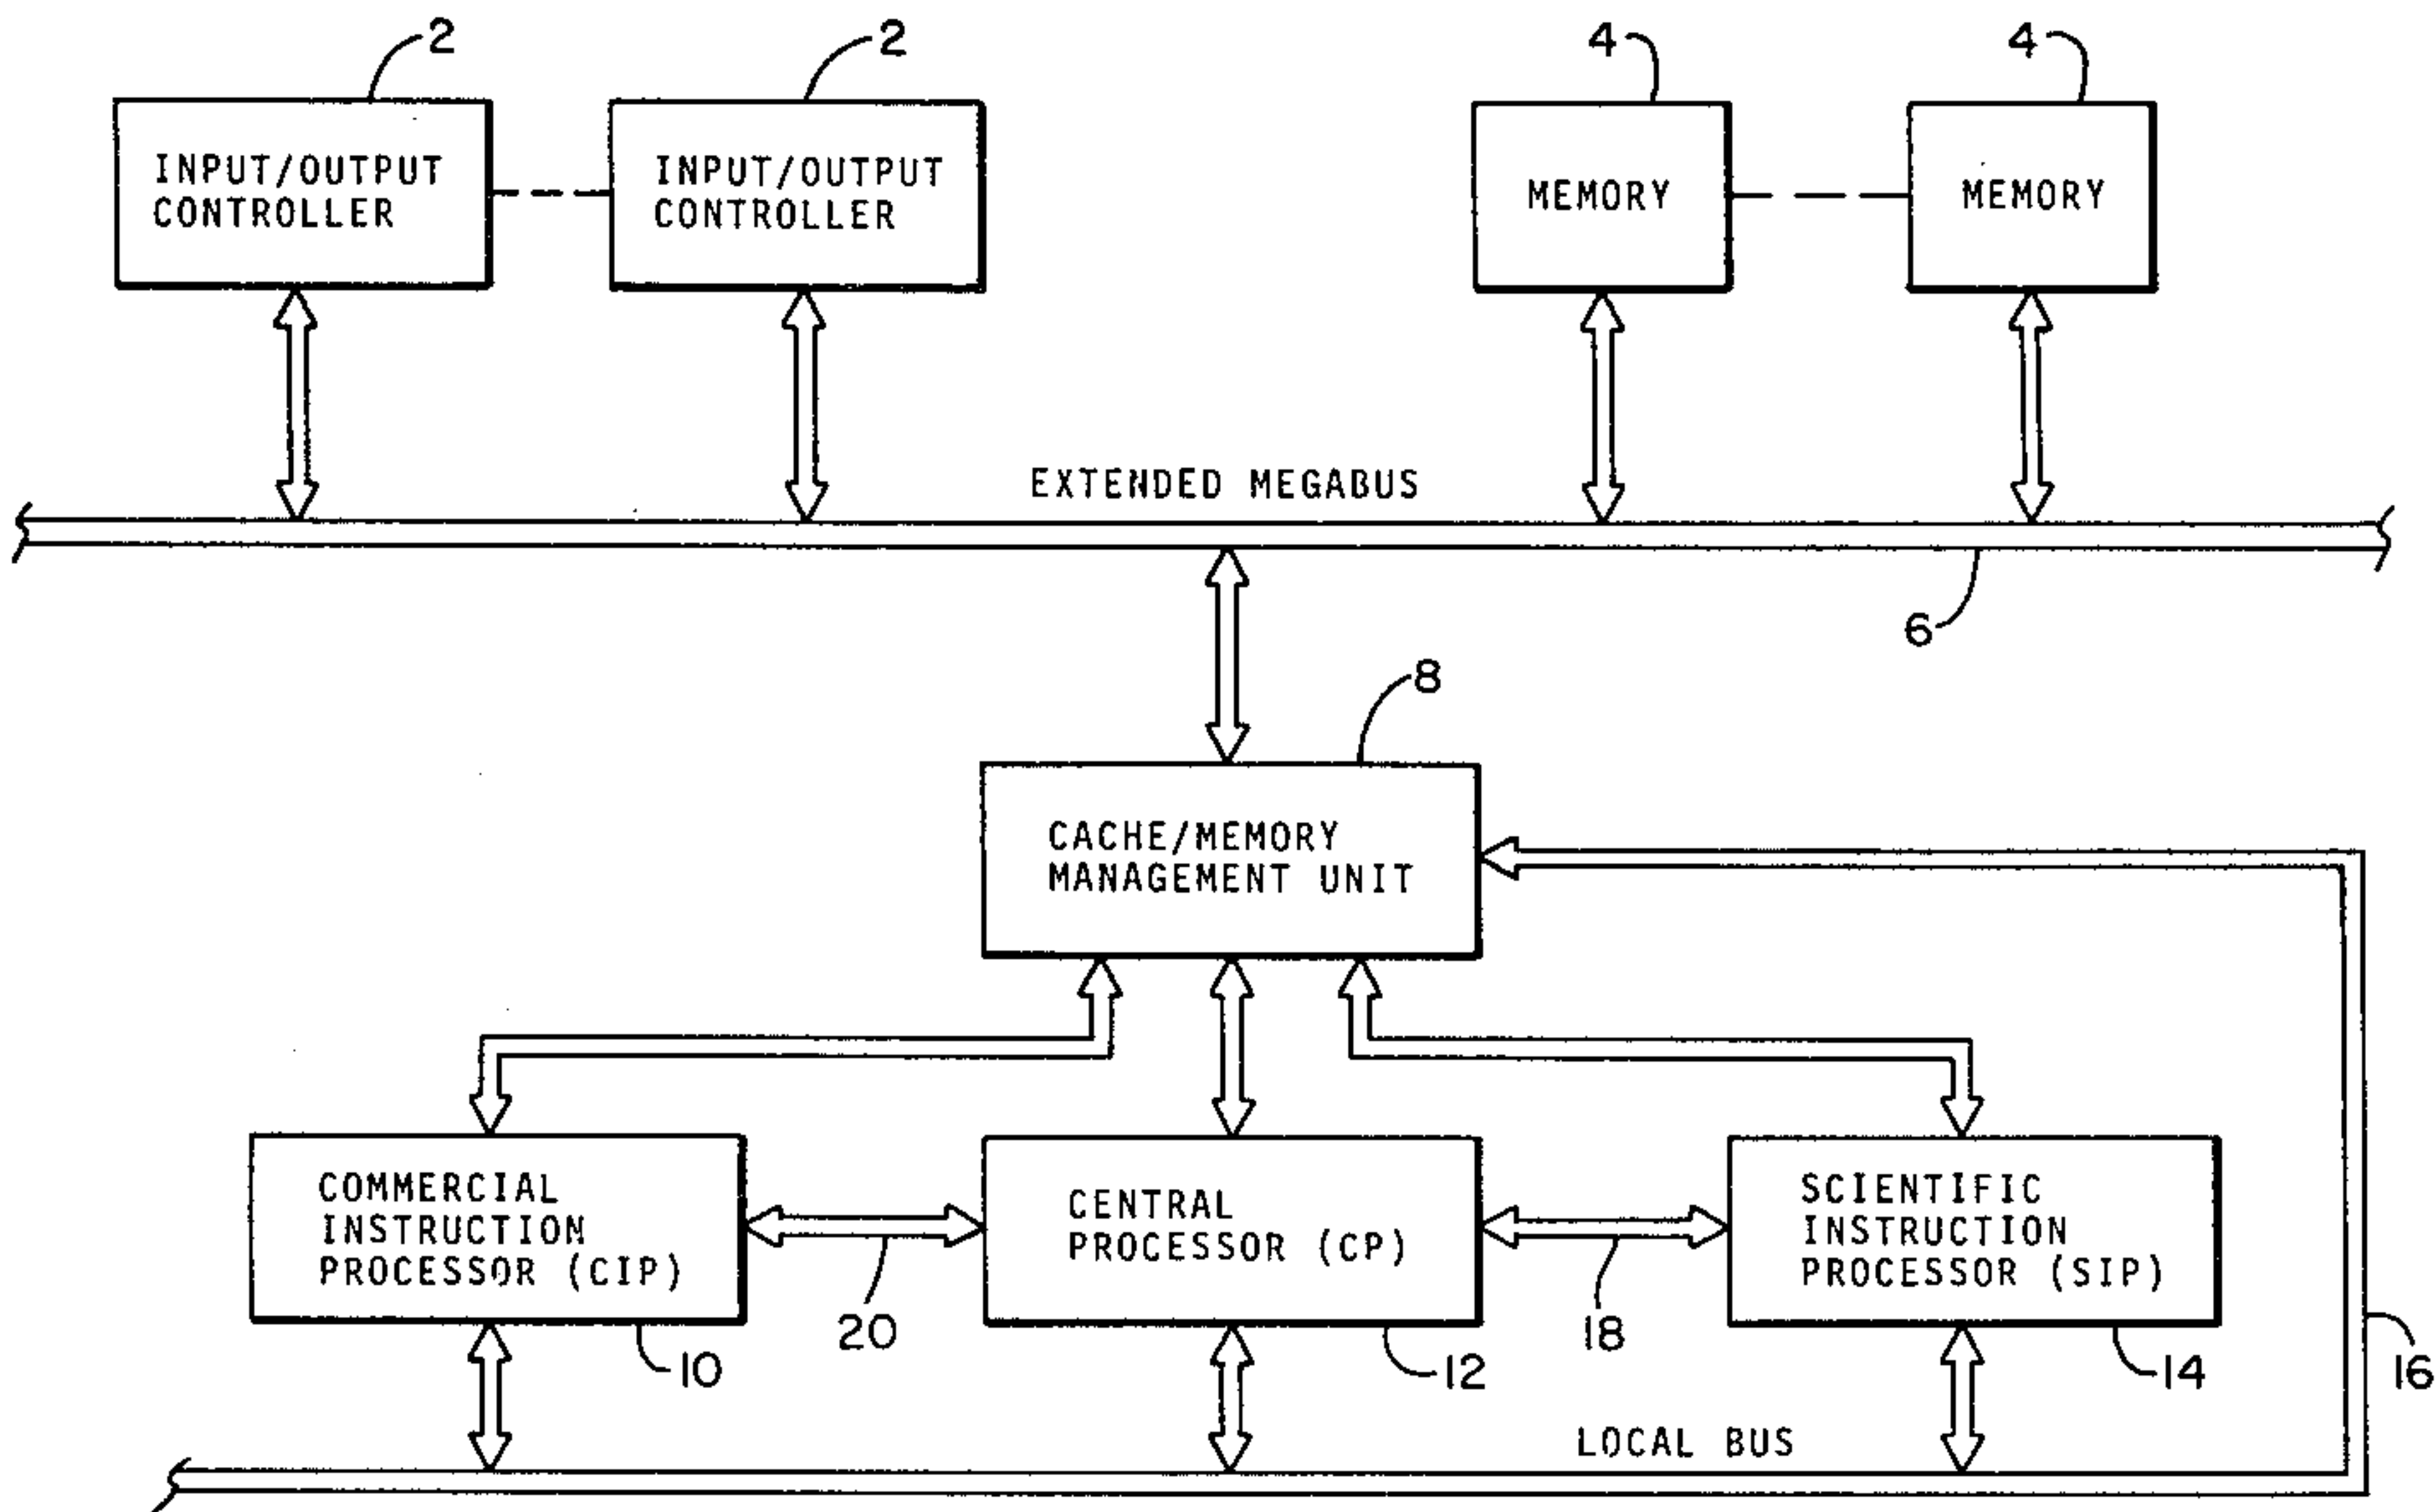 2
2
4
4
INPUT/OUTPUT
CONTROLLER
INPUT/OUTPUT
CONTROLLER
MEMORY
MEMORY
EXTENDED MEGABUS
6
8
CACHE/MEMORY
MANAGEMENT UNIT
COMMERCIAL
INSTRUCTION
PROCESSOR (CIP)
CENTRAL
PROCESSOR (CP)
SCIENTIFIC
INSTRUCTION
PROCESSOR (SIP)
20
18
10
12
14
16
LOCAL BUS